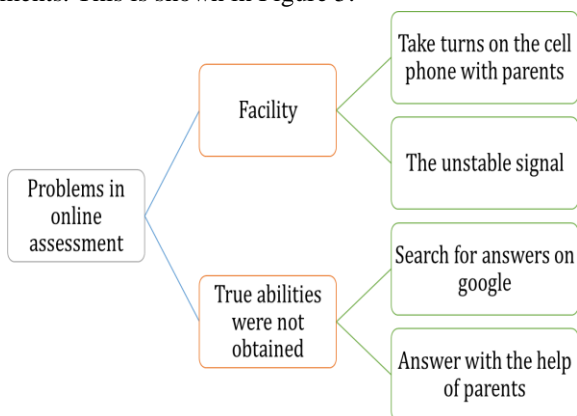 ments. This is shown in Figure 3.
Take turns on the cell
phone with parents
Facility
The unstable signal
Problems in
online
assessment
Search for answers on
google
True abilities
were not
obtained
Answer with the help
of parents